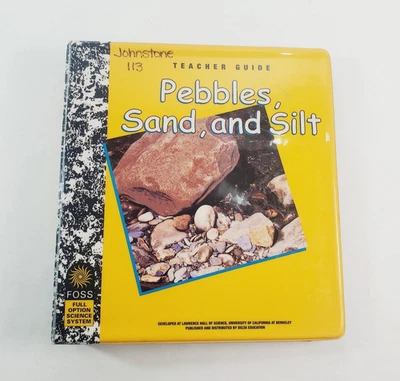 Johnstone
113
TEACHER GUIDE
Pebbles,
Sand, and Silt
FOSS
FULL
OPTION
SCIENCE
SYSTEM
DEVELOPED AT LAWRENCE HALL OF SCIENCE, UNIVERSITY OF CALIFORNIA AT BERKELEY
PUBLISHED AND DISTRIBUTED BY DELTA EDUCATION